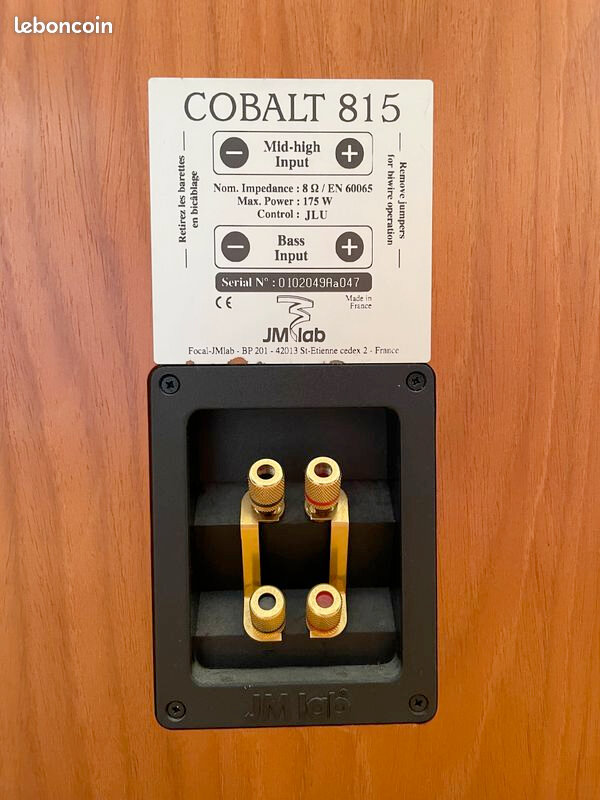 leboncoin
COBALT 815
Retirez les barettes
en bicâblage
Mid-high
Input
Remove jumpers
for biwire operation
Nom. Impedance : 8 Ω / EN 60065
Max. Power : 175 W
Control : JLU
Bass
Input
Serial N° : 0102049Aa047
CE
Made in
France
JMlab
Focal-JMlab - BP 201 - 42013 St-Etienne cedex 2 - France
JM lab